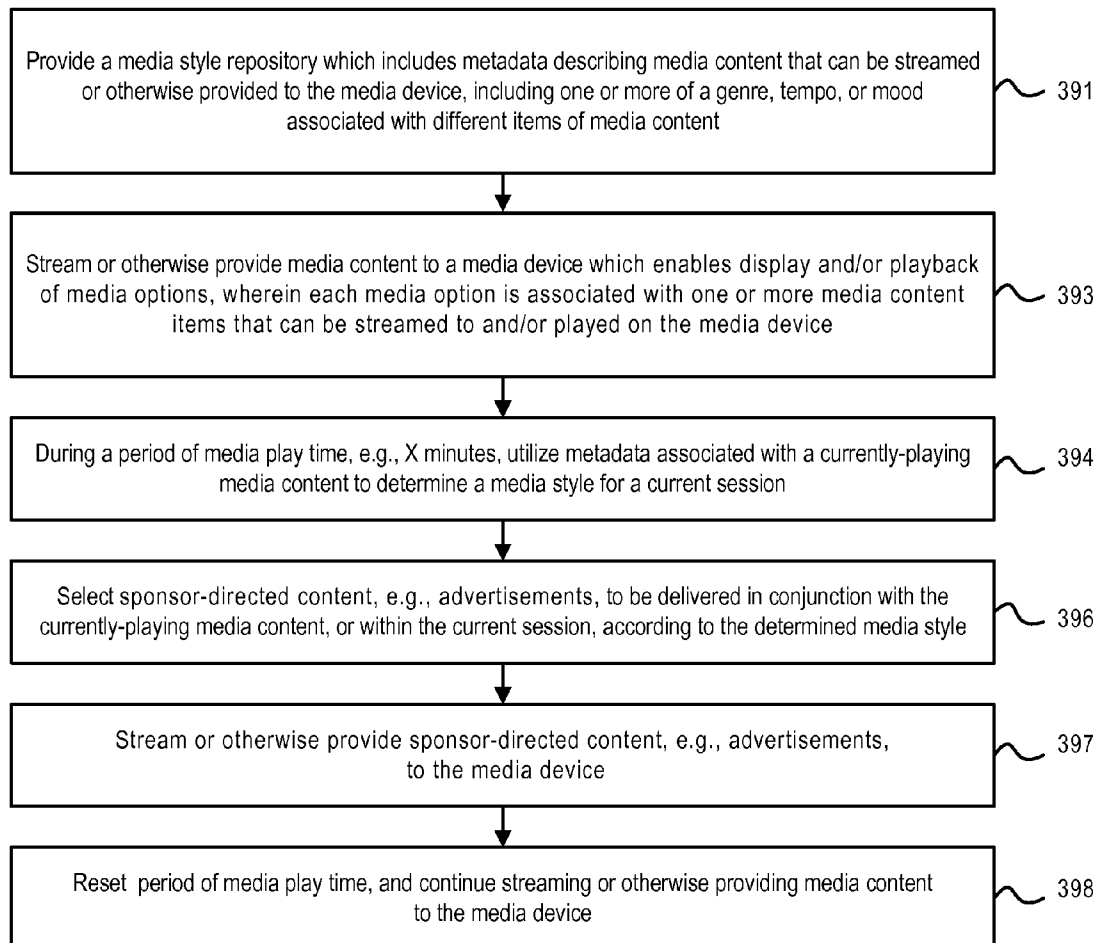 Provide a media style repository which includes metadata describing media content that can be streamed
or otherwise provided to the media device, including one or more of a genre, tempo, or mood
associated with different items of media content
391
Stream or otherwise provide media content to a media device which enables display and/or playback
of media options, wherein each media option is associated with one or more media content
items that can be streamed to and/or played on the media device
393
During a period of media play time, e.g., X minutes, utilize metadata associated with a currently-playing
media content to determine a media style for a current session
394
Select sponsor-directed content, e.g., advertisements, to be delivered in conjunction with the
currently-playing media content, or within the current session, according to the determined media style
396
Stream or otherwise provide sponsor-directed content, e.g., advertisements,
to the media device
397
Reset period of media play time, and continue streaming or otherwise providing media content
to the media device
398